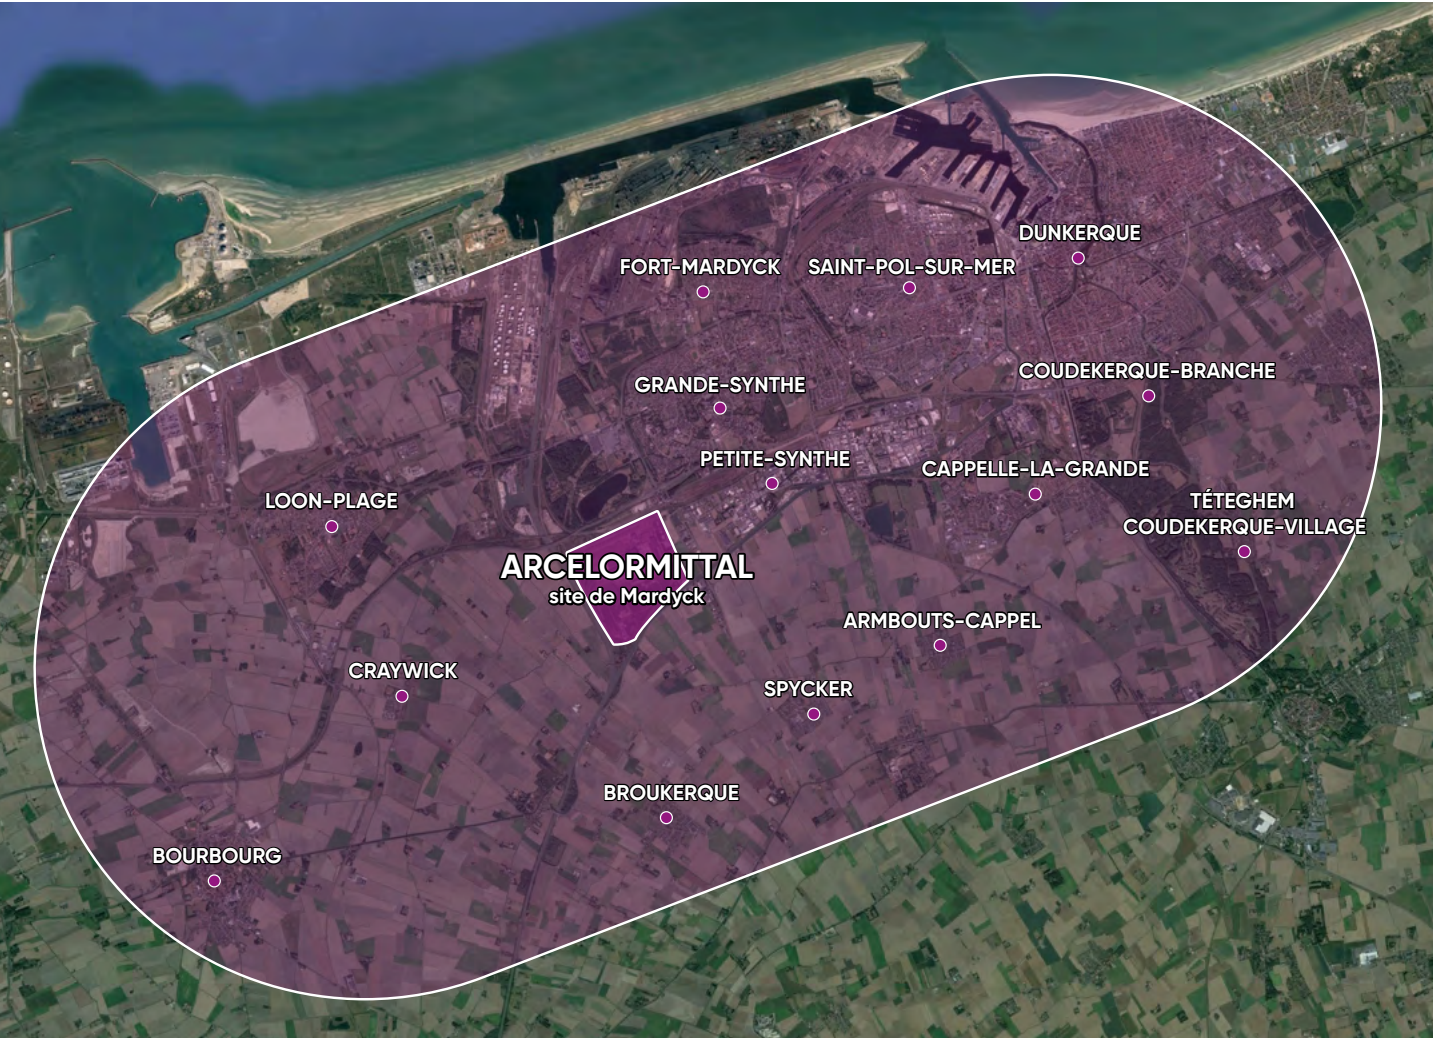 DUNKERQUE
FORT-MARDYCK
SAINT-POL-SUR-MER
COUDEKERQUE-BRANCHE
GRANDE-SYNTHE
PETITE-SYNTHE
CAPPELLE-LA-GRANDE
LOON-PLAGE
TÉTEGHEM
COUDEKERQUE-VILLAGE
ARCELORMITTAL
site de Mardyck
ARMBOUTS-CAPPEL
CRAYWICK
SPYCKER
BROUKERQUE
BOURBOURG